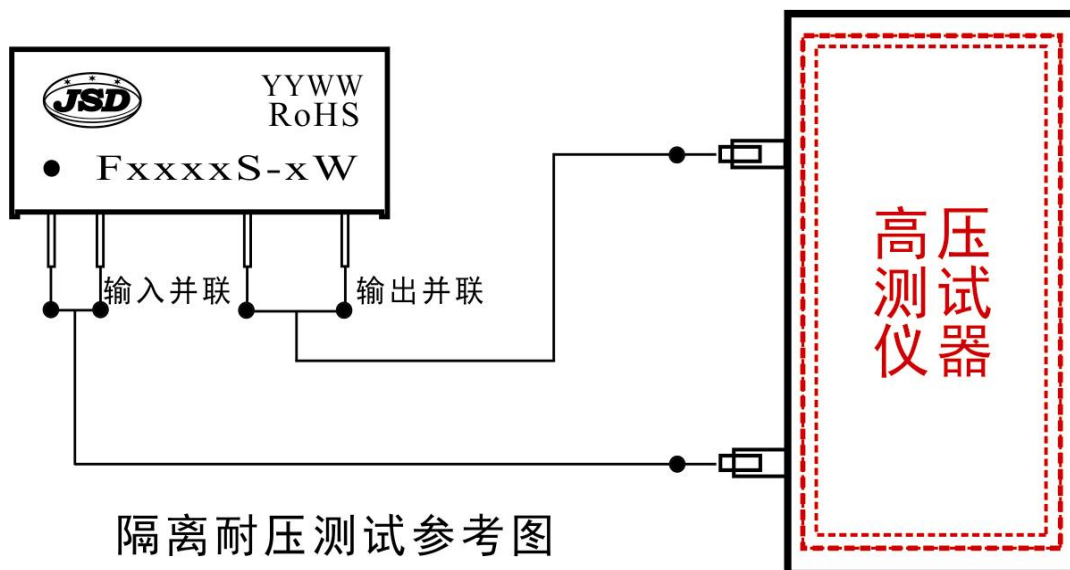 JSD
YYWW
RoHS
FxxxxS-xW
输入并联
输出并联
高压
测试
仪器
隔离耐压测试参考图